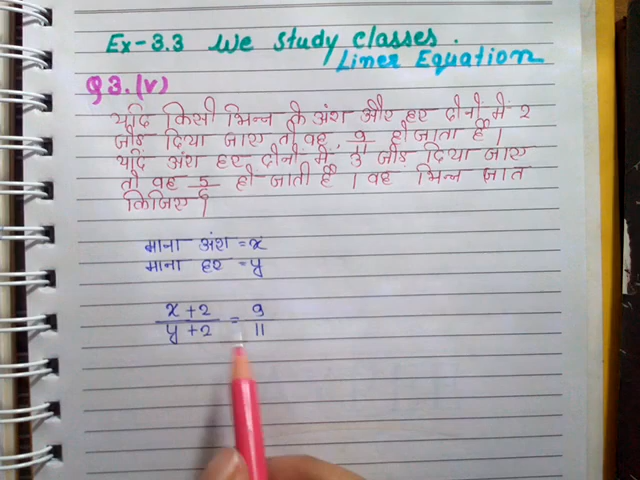 Ex-3.3 We Study Classes.
Liner Equation
Q3.(v)
यदि किसी भिन्न के अंश और हर दोनों में 2
जोड़ दिया जाए तो वह 9/11 हो जाता है।
यदि अंश हर दोनो में 3 जोड दिया जाए
तो वह 5/6 हो जाती है । वह भिन्न ज्ञात
किजिए।
माना अंश = x
माना हर = y
x+2/y+2 = 9/11